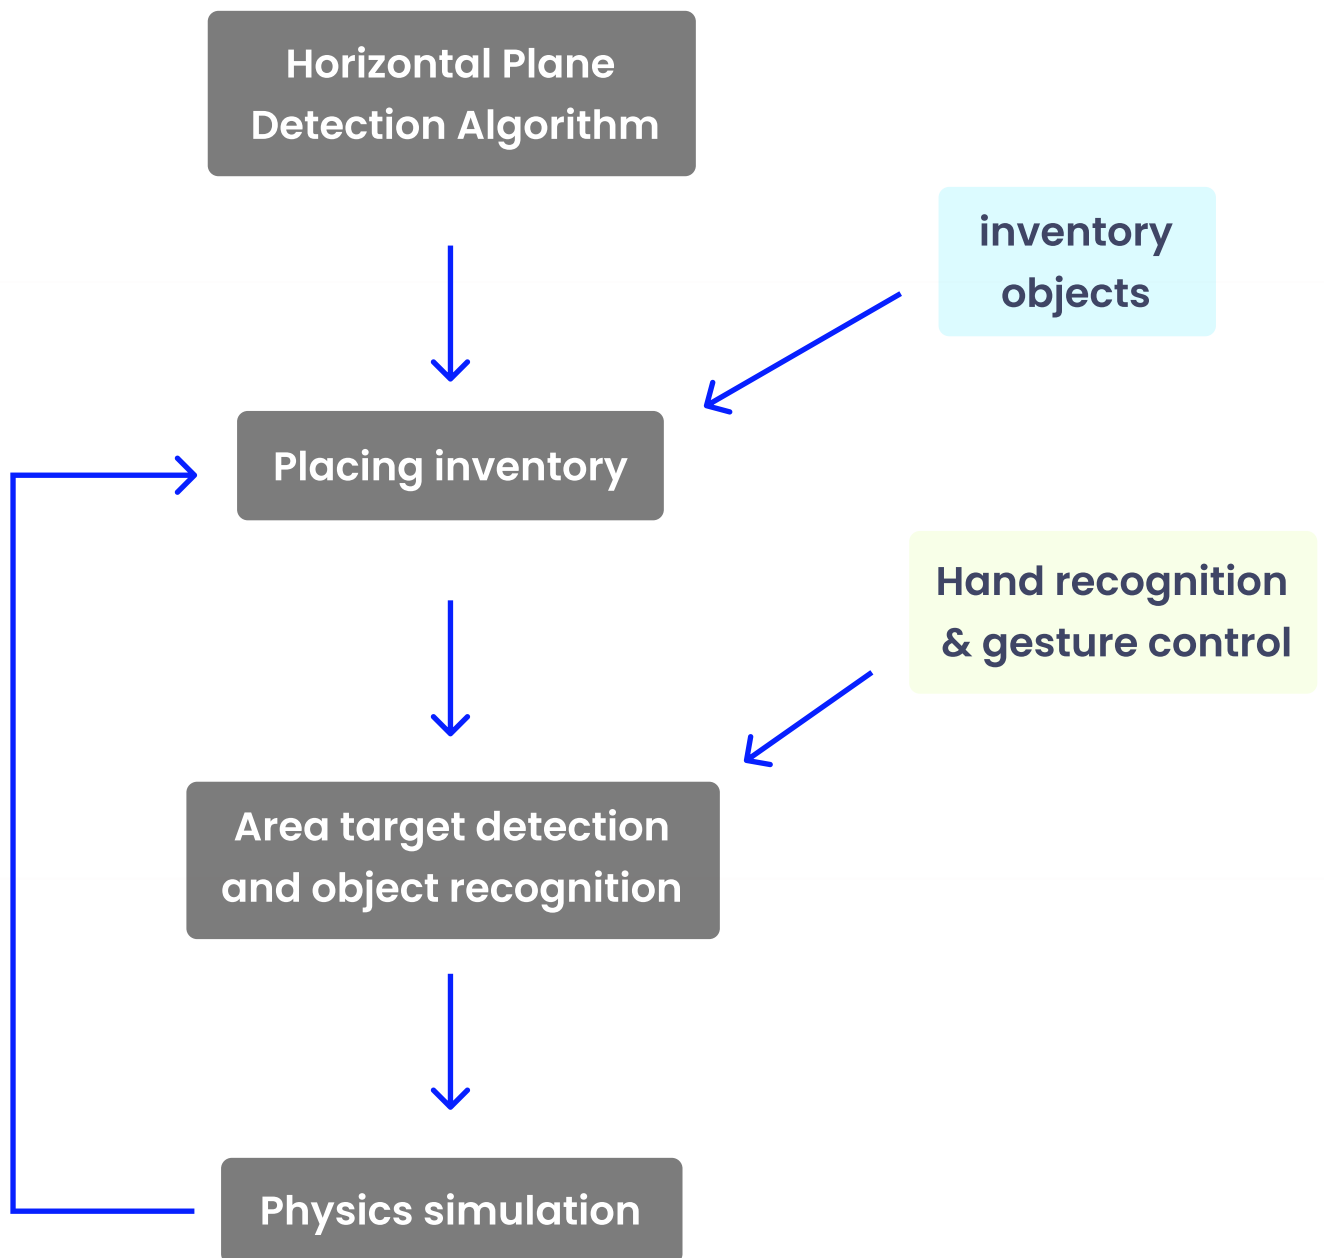 Horizontal Plane
Detection Algorithm
inventory
objects
Placing inventory
Hand recognition
& gesture control
Area target detection
and object recognition
Physics simulation